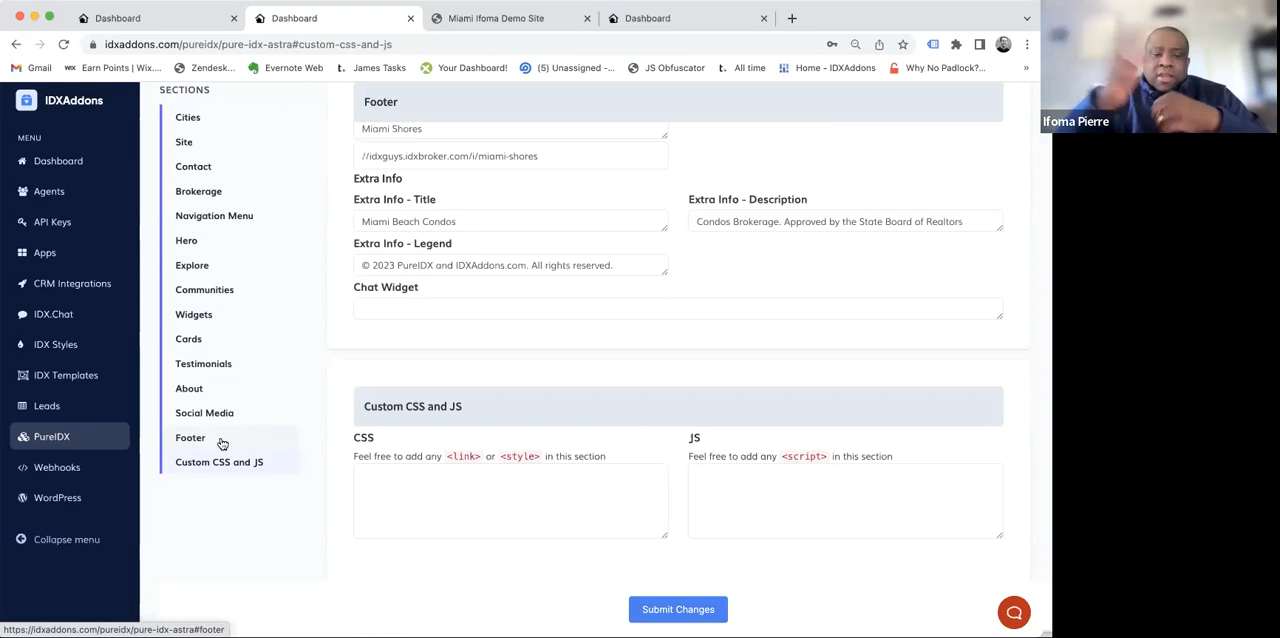 Dashboard
Dashboard
Miami Ifoma Demo Site
Dashboard
idxaddons.com/pureidx/pure-idx-astra#custom-css-and-js
Gmail
Earn Points | Wix....
Zendesk...
Evernote Web
James Tasks
Your Dashboard!
(5) Unassigned -...
JS Obfuscator
All time
Home - IDXAddons
Why No Padlock?...
»
IDXAddons
MENU
Dashboard
Agents
API Keys
Apps
CRM Integrations
IDX.Chat
IDX Styles
IDX Templates
Leads
PureIDX
Webhooks
WordPress
Collapse menu
SECTIONS
Cities
Site
Contact
Brokerage
Navigation Menu
Hero
Explore
Communities
Widgets
Cards
Testimonials
About
Social Media
Footer
Custom CSS and JS
Footer
Miami Shores
//idxguys.idxbroker.com/i/miami-shores
Extra Info
Extra Info - Title
Extra Info - Description
Miami Beach Condos
Condos Brokerage. Approved by the State Board of Realtors
Extra Info - Legend
© 2023 PureIDX and IDXAddons.com. All rights reserved.
Chat Widget
Custom CSS and JS
CSS
JS
Feel free to add any <link> or <style> in this section
Feel free to add any <script> in this section
Submit Changes
https://idxaddons.com/pureidx/pure-idx-astra#footer
Ifoma Pierre